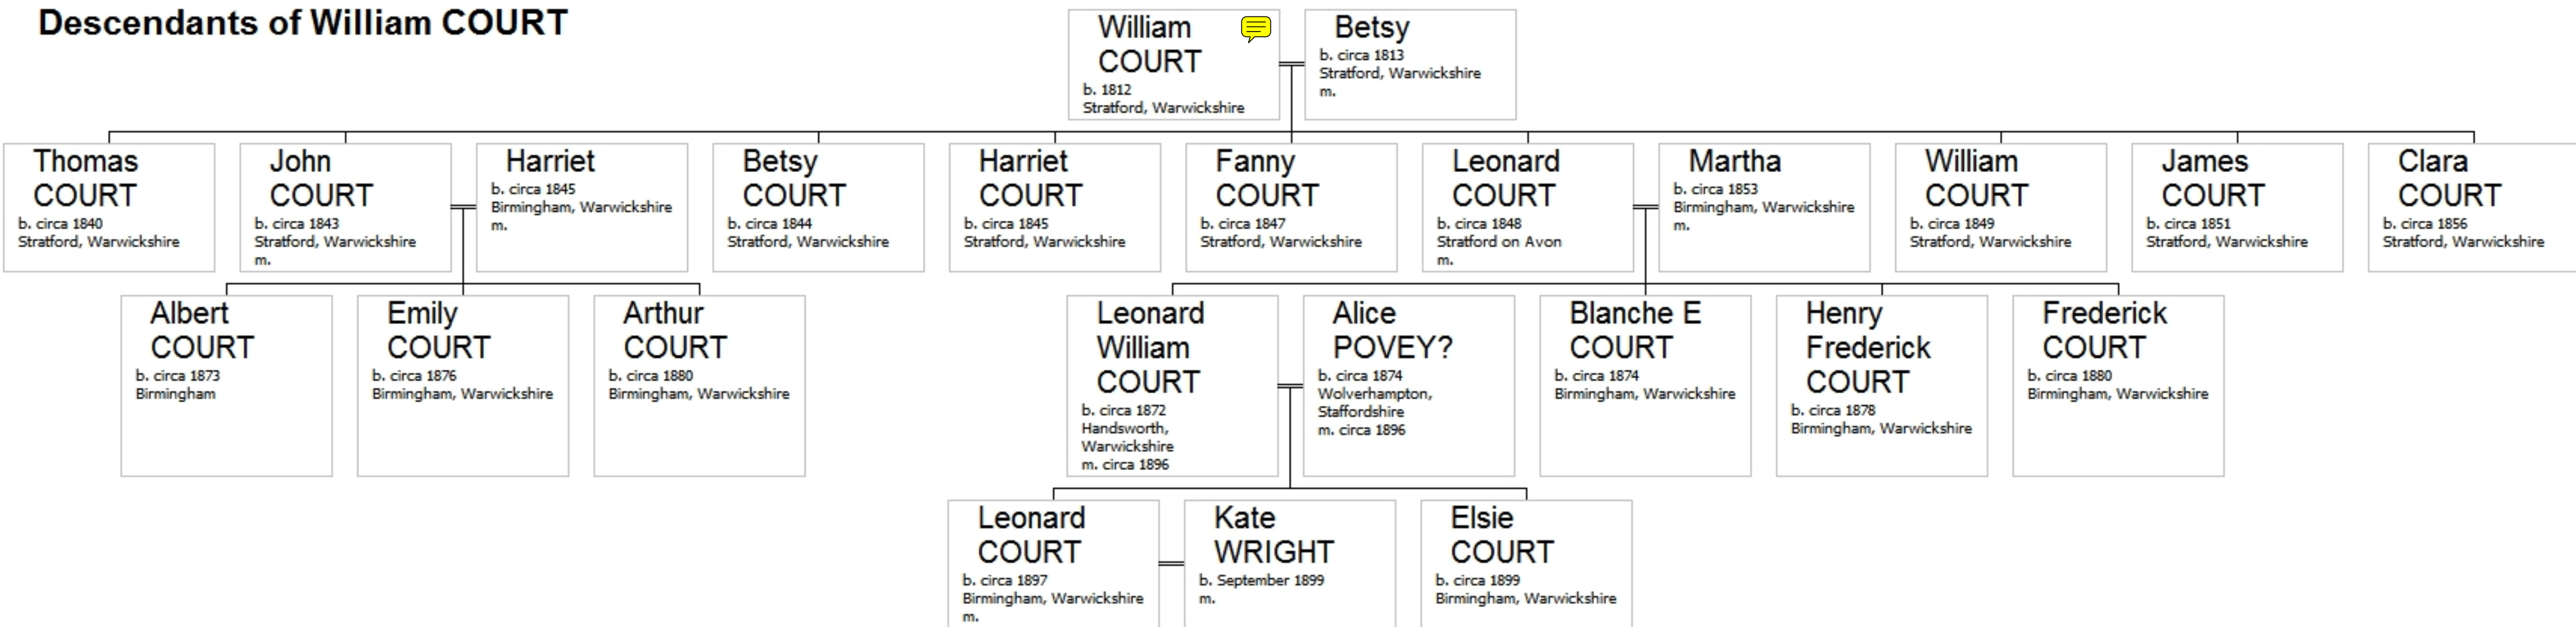 Descendants of William COURT
William
COURT
b. 1812
Stratford, Warwickshire
Betsy
b. circa 1813
Stratford, Warwickshire
m.
Thomas
COURT
b. circa 1840
Stratford, Warwickshire
John
COURT
b. circa 1843
Stratford, Warwickshire
m.
Harriet
b. circa 1845
Birmingham, Warwickshire
m.
Betsy
COURT
b. circa 1844
Stratford, Warwickshire
Harriet
COURT
b. circa 1845
Stratford, Warwickshire
Fanny
COURT
b. circa 1847
Stratford, Warwickshire
Leonard
COURT
b. circa 1848
Stratford on Avon
m.
Martha
b. circa 1853
Birmingham, Warwickshire
m.
William
COURT
b. circa 1849
Stratford, Warwickshire
James
COURT
b. circa 1851
Stratford, Warwickshire
Clara
COURT
b. circa 1856
Stratford, Warwickshire
Albert
COURT
b. circa 1873
Birmingham
Emily
COURT
b. circa 1876
Birmingham, Warwickshire
Arthur
COURT
b. circa 1880
Birmingham, Warwickshire
Leonard
William
COURT
b. circa 1872
Handsworth,
Warwickshire
m. circa 1896
Alice
POVEY?
b. circa 1874
Wolverhampton,
Staffordshire
m. circa 1896
Blanche E
COURT
b. circa 1874
Birmingham, Warwickshire
Henry
Frederick
COURT
b. circa 1878
Birmingham, Warwickshire
Frederick
COURT
b. circa 1880
Birmingham, Warwickshire
Leonard
COURT
b. circa 1897
Birmingham, Warwickshire
m.
Kate
WRIGHT
b. September 1899
m.
Elsie
COURT
b. circa 1899
Birmingham, Warwickshire